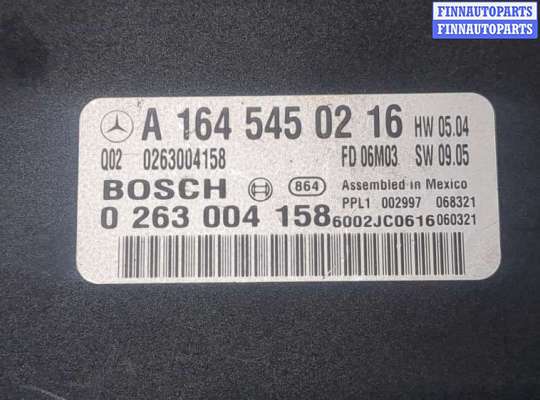 FINNAUTOPARTS
FINNAUTOPARTS
A 164 545 02 16 HW 05.04
Q02 0263004158 FD 06M03 SW 09.05
BOSCH 864 Assembled in Mexico
PPL1 002997 068321
0 263 004 158 6002JC0616 060321